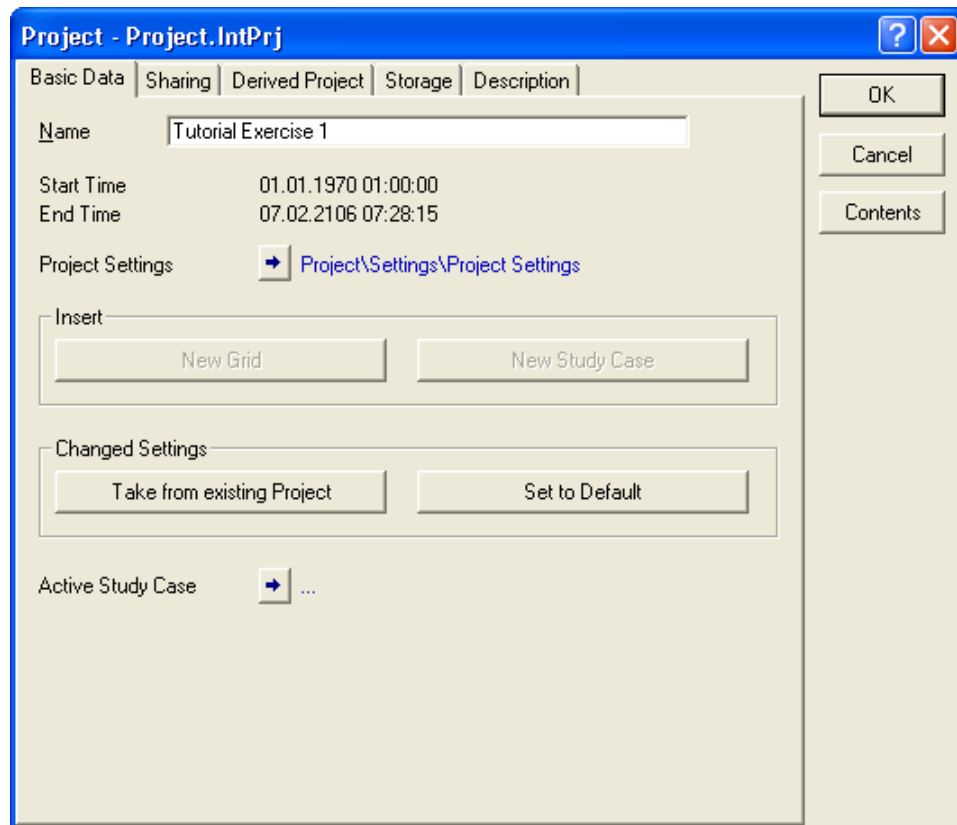 Project - Project.IntPrj
Basic Data Sharing Derived Project Storage Description
OK
Name Tutorial Exercise 1
Cancel
Start Time 01.01.1970 01:00:00
End Time 07.02.2106 07:28:15
Contents
Project Settings Project\Settings\Project Settings
Insert
New Grid New Study Case
Changed Settings
Take from existing Project Set to Default
Active Study Case ...